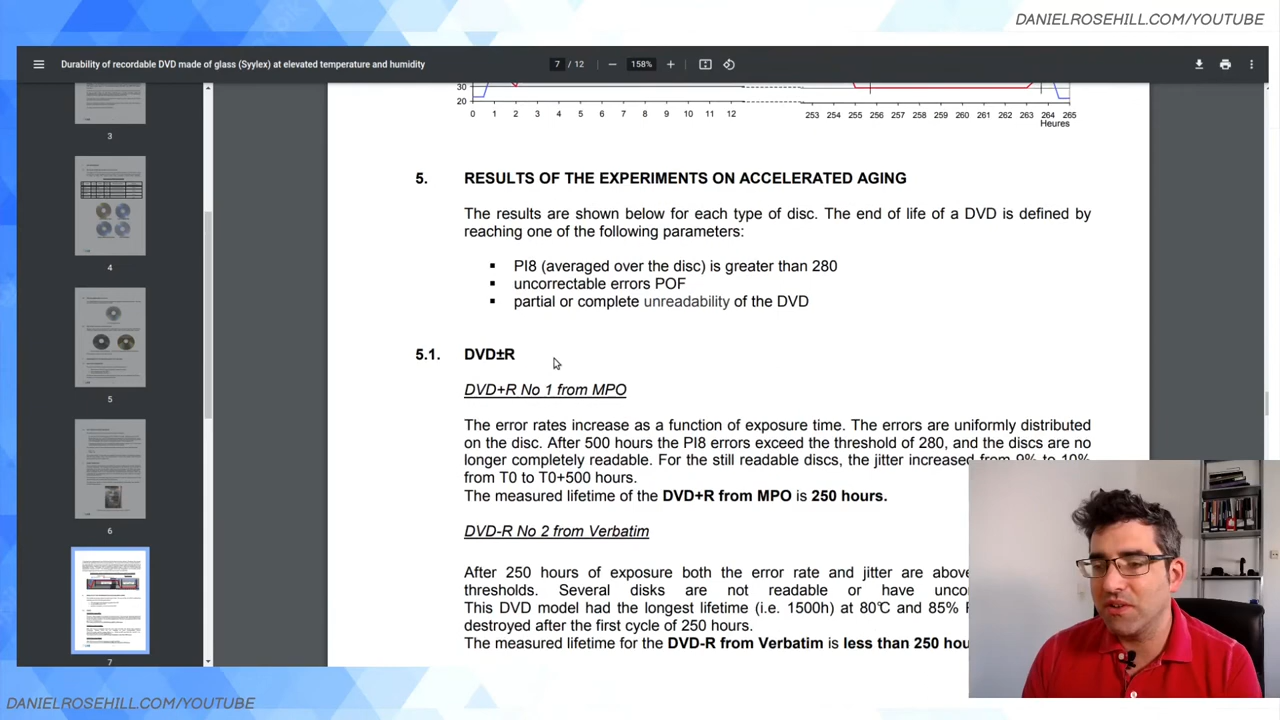 DANIELROSEHILL.COM/YOUTUBE
Durability of recordable DVD made of glass (Syylex) at elevated temperature and humidity
7 / 12
158%
30
20
0 1 2 3 4 5 6 7 8 9 10 11 12 253 254 255 256 257 258 259 260 261 262 263 264 265
Heures
3
4
5
6
7
5. RESULTS OF THE EXPERIMENTS ON ACCELERATED AGING
The results are shown below for each type of disc. The end of life of a DVD is defined by
reaching one of the following parameters:
▪ PI8 (averaged over the disc) is greater than 280
▪ uncorrectable errors POF
▪ partial or complete unreadability of the DVD
5.1. DVD±R
DVD+R No 1 from MPO
The error rates increase as a function of exposure time. The errors are uniformly distributed
on the disc. After 500 hours the PI8 errors exceed the threshold of 280, and the discs are no
longer completely readable. For the still readable discs, the jitter increased from 9% to 10%
from T0 to T0+500 hours.
The measured lifetime of the DVD+R from MPO is 250 hours.
DVD-R No 2 from Verbatim
After 250 hours of exposure both the error rate and jitter are above
thresholds. Several disks are not readable or have
This DVD model had the longest lifetime (i.e. 1500h) at 80°C and 85%
destroyed after the first cycle of 250 hours.
The measured lifetime for the DVD-R from Verbatim is less than 250
DANIELROSEHILL.COM/YOUTUBE